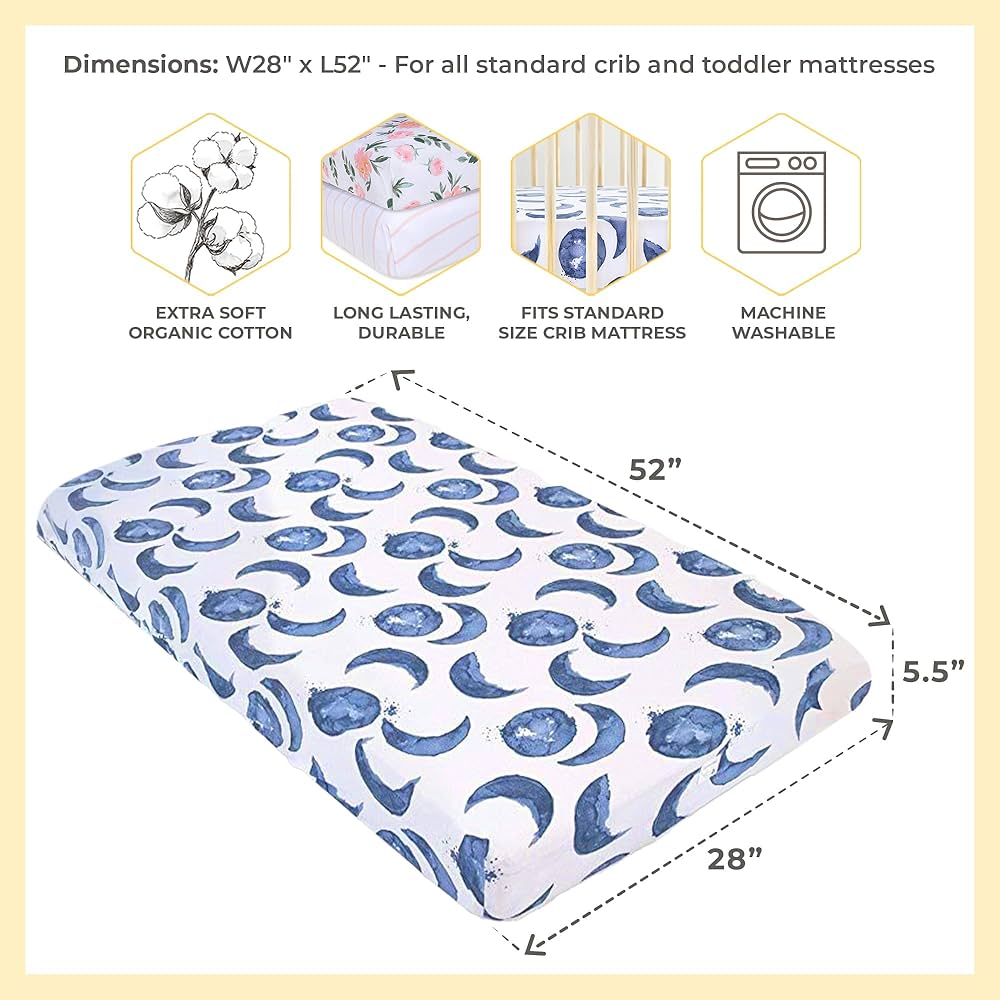 Dimensions: W28" x L52" - For all standard crib and toddler mattresses
EXTRA SOFT
ORGANIC COTTON
LONG LASTING,
DURABLE
FITS STANDARD
SIZE CRIB MATTRESS
MACHINE
WASHABLE
52”
5.5”
28”